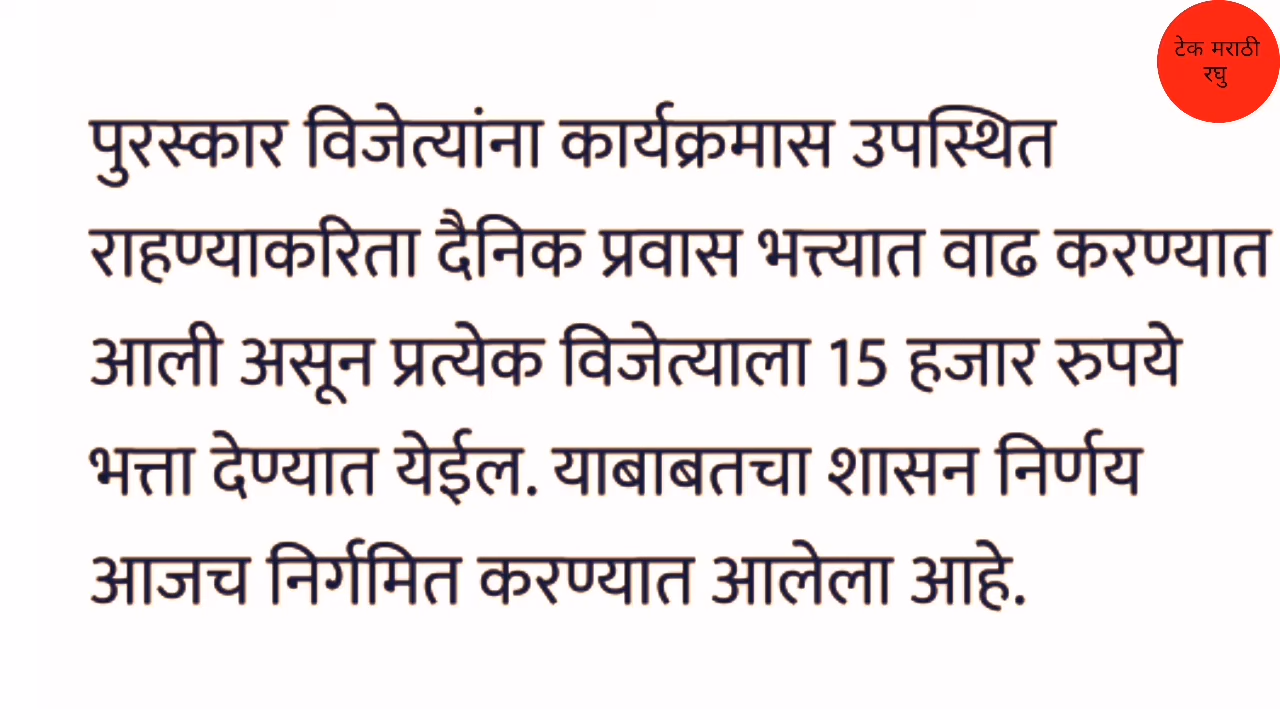 टेक मराठी
रघु
पुरस्कार विजेत्यांना कार्यक्रमास उपस्थित
राहण्याकरिता दैनिक प्रवास भत्त्यात वाढ करण्यात
आली असून प्रत्येक विजेत्याला 15 हजार रुपये
भत्ता देण्यात येईल. याबाबतचा शासन निर्णय
आजच निर्गमित करण्यात आलेला आहे.